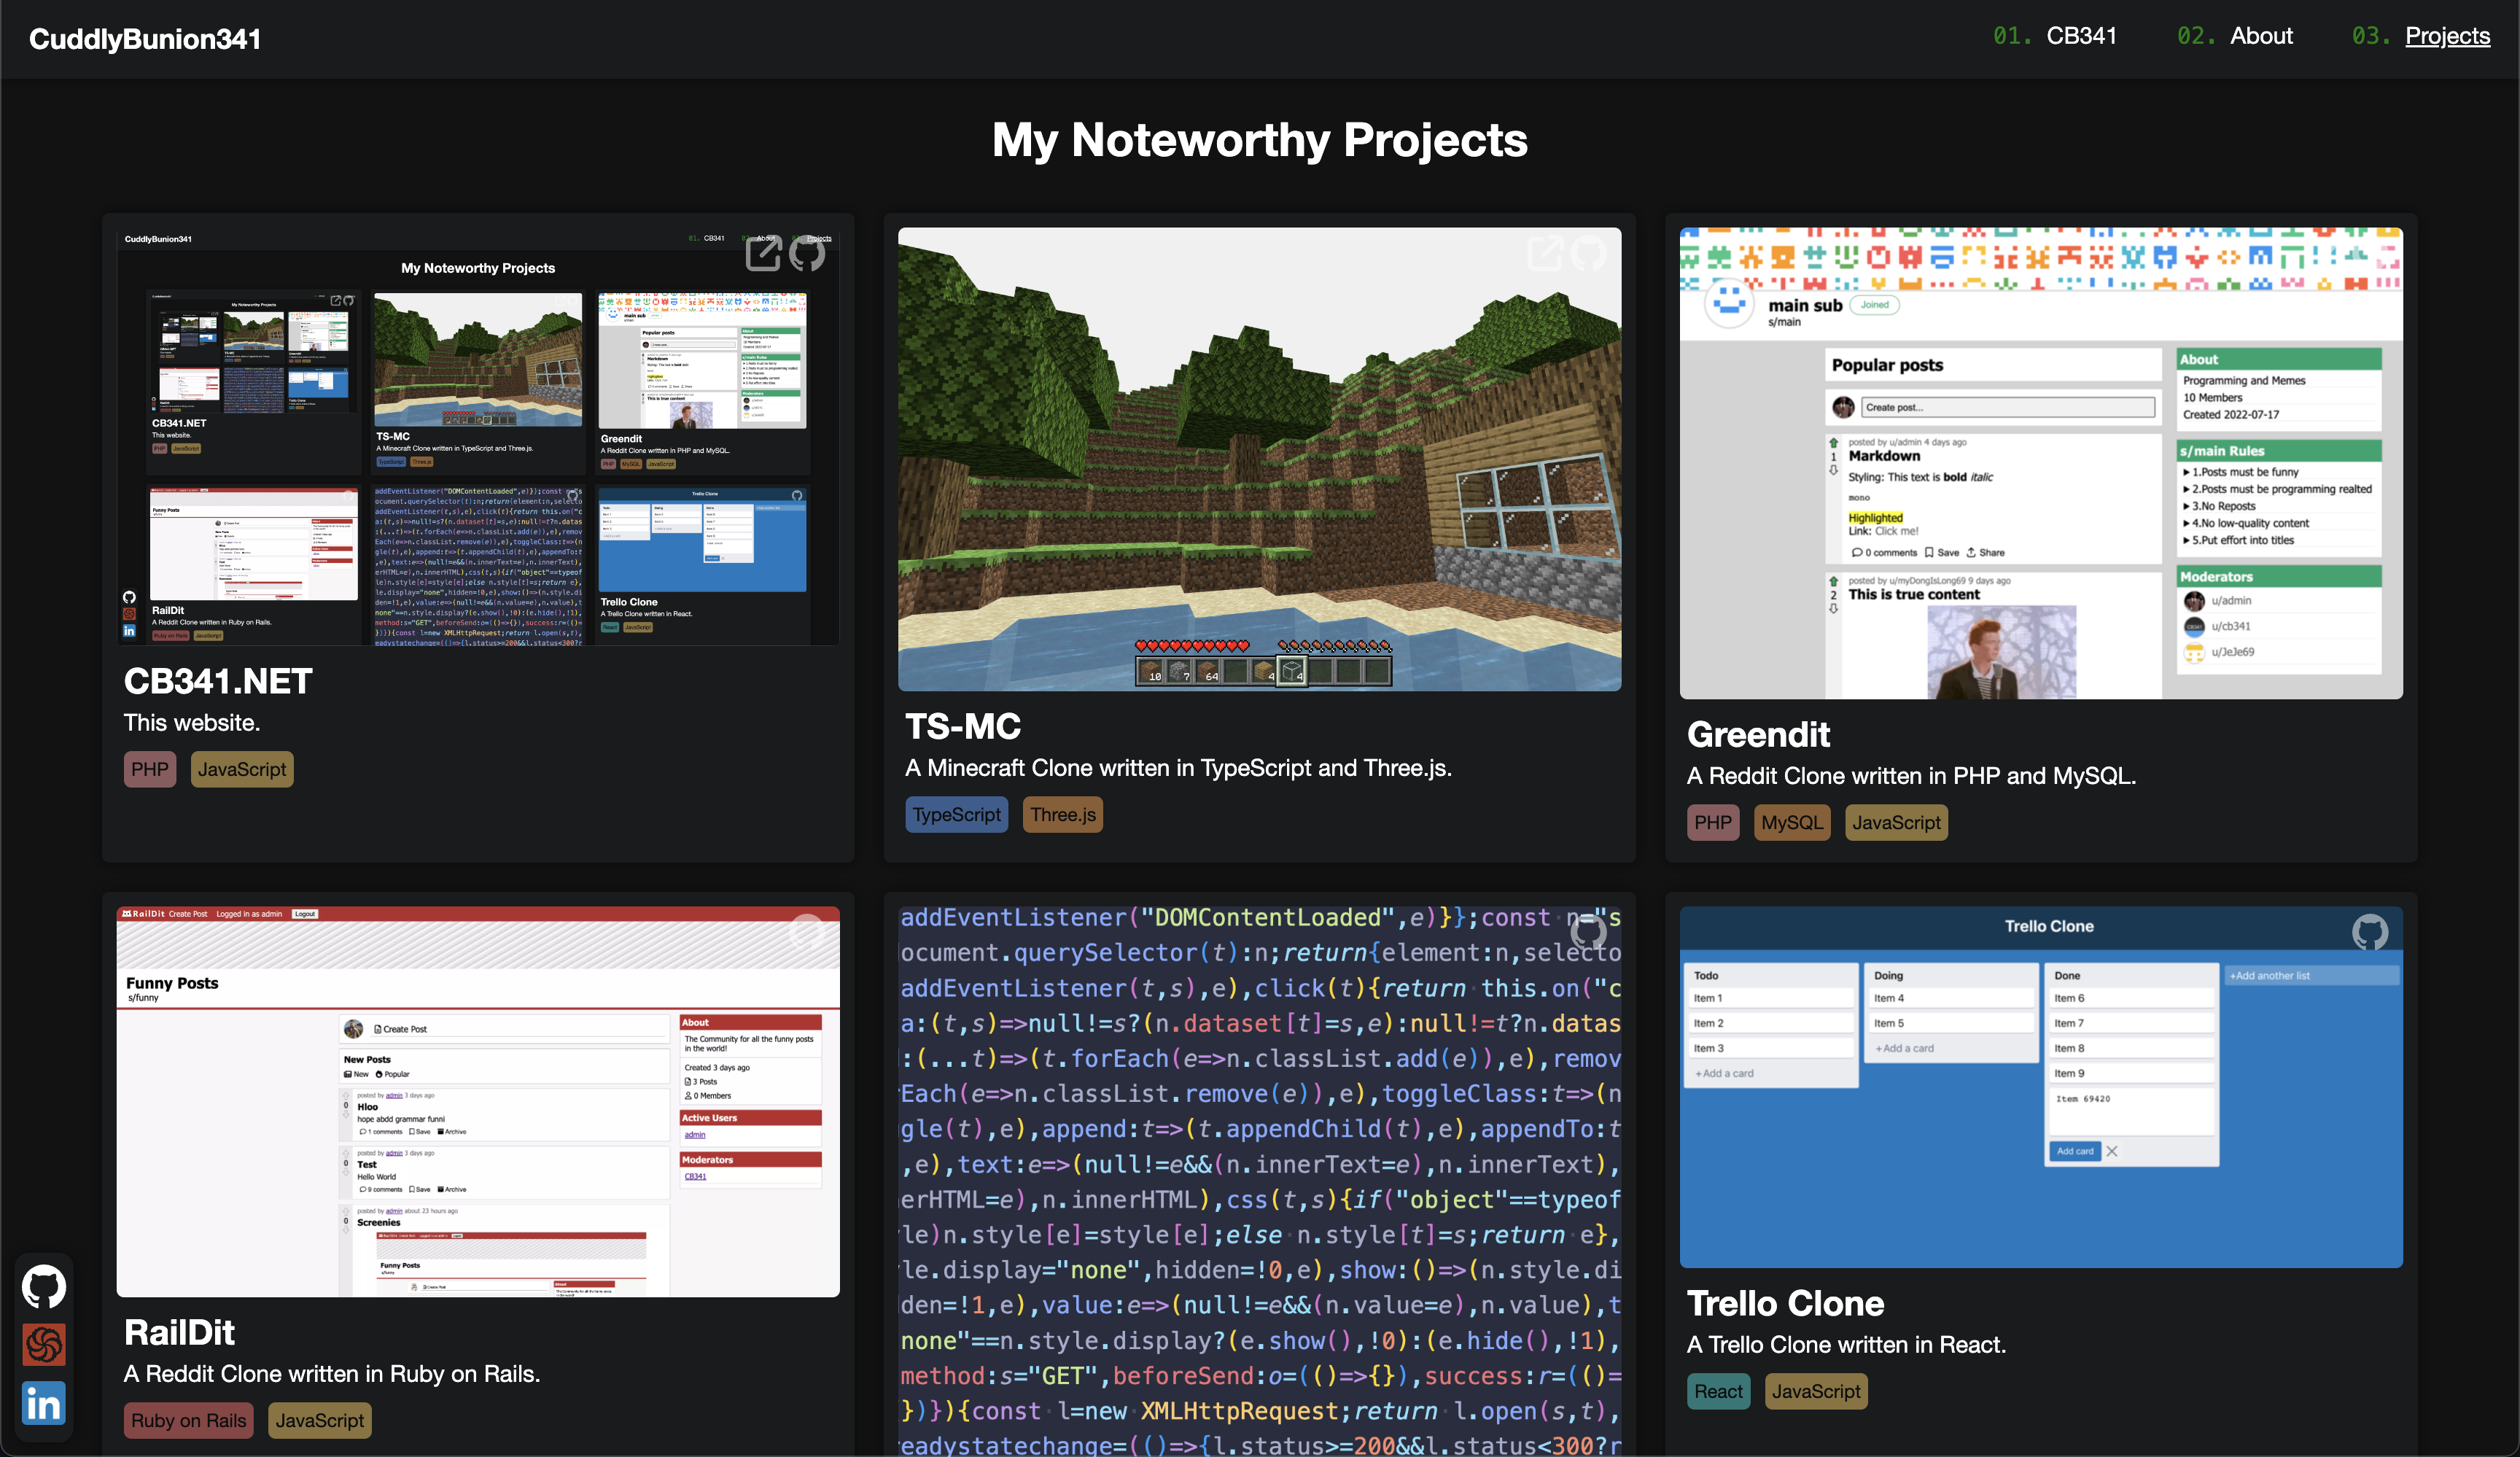 CuddlyBunion341
01. CB341
02. About
03. Projects
My Noteworthy Projects
CuddlyBunion341
01. CB341
About
Projects
My Noteworthy Projects
CB341.NET
This website.
PHP JavaScript
TS-MC
A Minecraft Clone written in TypeScript and Three.js.
TypeScript Three.js
Greendit
A Reddit Clone written in PHP and MySQL.
PHP MySQL JavaScript
RailDit
A Reddit Clone written in Ruby on Rails.
Ruby on Rails JavaScript
Trello Clone
A Trello Clone written in React.
React JavaScript
CB341.NET
This website.
PHP JavaScript
10 7 64 4 4
TS-MC
A Minecraft Clone written in TypeScript and Three.js.
TypeScript Three.js
main sub Joined
s/main
Popular posts
Create post...
posted by u/admin 4 days ago
1
Markdown
Styling: This text is bold italic
mono
Highlighted
Link: Click me!
0 comments Save Share
posted by u/myDongIsLong69 9 days ago
2
This is true content
About
Programming and Memes
10 Members
Created 2022-07-17
s/main Rules
1.Posts must be funny
2.Posts must be programming realted
3.No Reposts
4.No low-quality content
5.Put effort into titles
Moderators
u/admin
u/cb341
u/JeJe69
Greendit
A Reddit Clone written in PHP and MySQL.
PHP MySQL JavaScript
RailDit Create Post Logged in as admin Logout
Funny Posts
s/funny
Create Post
New Posts
New Popular
posted by admin 3 days ago
0
Hloo
hope abdd grammar funni
1 comments Save Archive
posted by admin 3 days ago
0
Test
Hello World
9 comments Save Archive
posted by admin about 23 hours ago
0
Screenies
Funny Posts
About
The Community for all the funny posts
in the world!
Created 3 days ago
3 Posts
0 Members
Active Users
admin
Moderators
CB341
RailDit
A Reddit Clone written in Ruby on Rails.
Ruby on Rails JavaScript
addEventListener("DOMContentLoaded",e)}};const n="s
ocument.querySelector(t):n;return{element:n,selecto
addEventListener(t,s),e),click(t){return this.on("c
a:(t,s)=>null!=s?(n.dataset[t]=s,e):null!=t?n.datas
:(...t)=>(t.forEach(e=>n.classList.add(e)),e),remov
rEach(e=>n.classList.remove(e)),e),toggleClass:t=>(n
gle(t),e),append:t=>(t.appendChild(t),e),appendTo:t
,e),text:e=>(null!=e&&(n.innerText=e),n.innerText),
nerHTML=e),n.innerHTML),css(t,s){if("object"==typeof
le)n.style[e]=style[e];else n.style[t]=s;return e},
le.display="none",hidden=!0,e),show:()=>(n.style.di
den=!1,e),value:e=>(null!=e&&(n.value=e),n.value),t
none"==n.style.display?(e.show(),!0):(e.hide(),!1),
method:s="GET",beforeSend:o=(()=>{}),success:r=(()=
})}){const l=new XMLHttpRequest;return l.open(s,t),
readystatechange=(()=>{l.status>=200&&l.status<300?r
Trello Clone
Todo
Item 1
Item 2
Item 3
+Add a card
Doing
Item 4
Item 5
+Add a card
Done
Item 6
Item 7
Item 8
Item 9
Item 69420
Add card
+Add another list
Trello Clone
A Trello Clone written in React.
React JavaScript
in